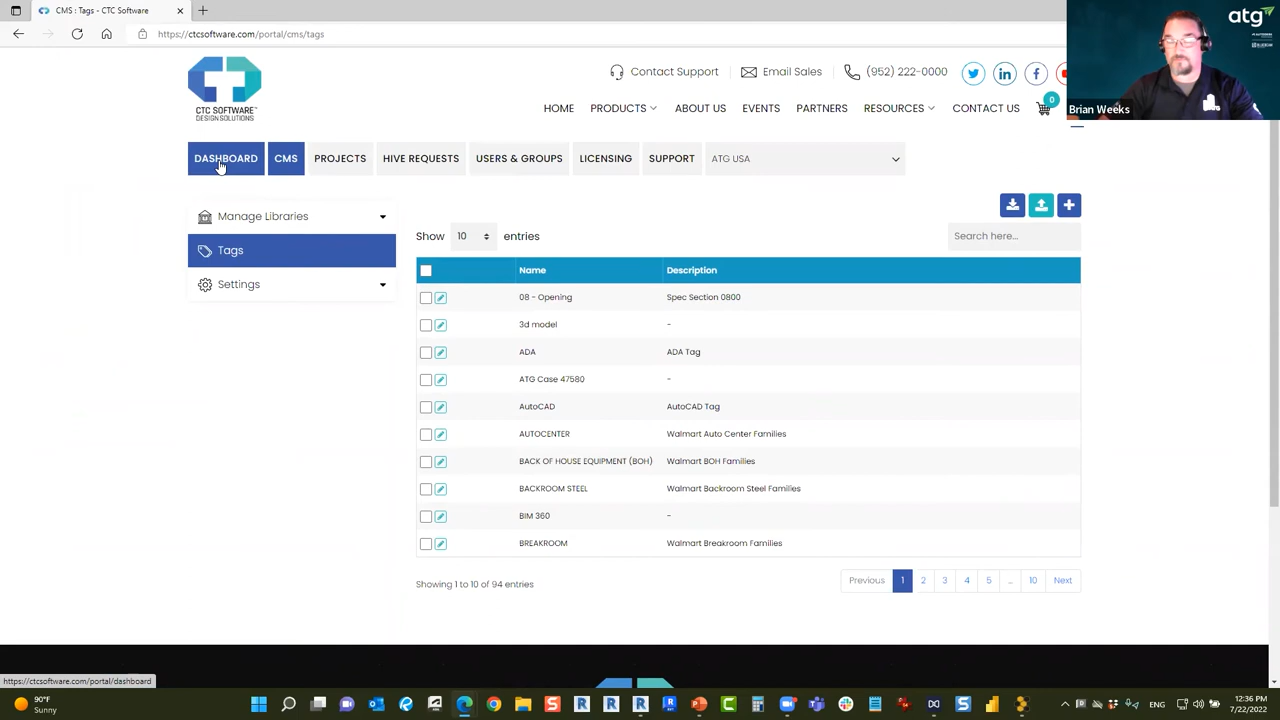 CMS : Tags - CTC Software
https://ctcsoftware.com/portal/cms/tags
atg
Brian Weeks
CTC SOFTWARE
DESIGN SOLUTIONS
Contact Support
Email Sales
(952) 222-0000
HOME PRODUCTS ABOUT US EVENTS PARTNERS RESOURCES CONTACT US 0
DASHBOARD CMS PROJECTS HIVE REQUESTS USERS & GROUPS LICENSING SUPPORT ATG USA
Manage Libraries
Tags
Settings
Show 10 entries
Search here...
Name Description
08 - Opening Spec Section 0800
3d model -
ADA ADA Tag
ATG Case 47580 -
AutoCAD AutoCAD Tag
AUTOCENTER Walmart Auto Center Families
BACK OF HOUSE EQUIPMENT (BOH) Walmart BOH Families
BACKROOM STEEL Walmart Backroom Steel Families
BIM 360 -
BREAKROOM Walmart Breakroom Families
Showing 1 to 10 of 94 entries
Previous 1 2 3 4 5 ... 10 Next
https://ctcsoftware.com/portal/dashboard
90°F
Sunny
ENG
12:36 PM
7/22/2022